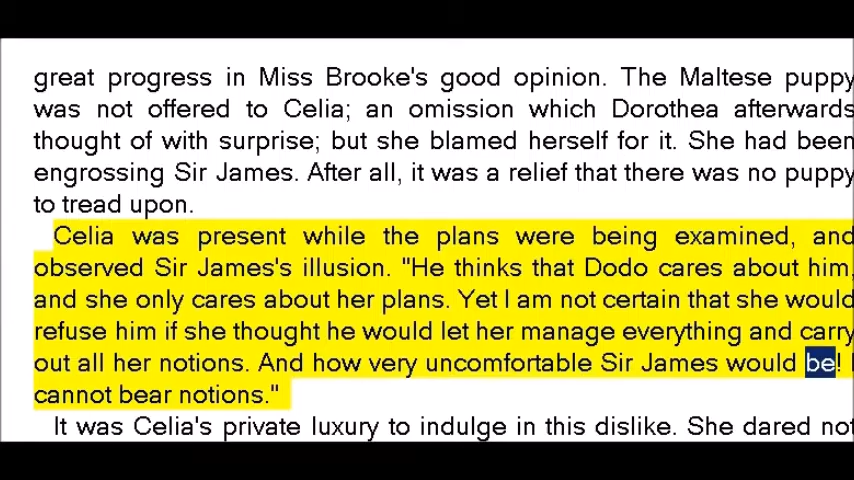 great progress in Miss Brooke's good opinion. The Maltese puppy
was not offered to Celia; an omission which Dorothea afterwards
thought of with surprise; but she blamed herself for it. She had been
engrossing Sir James. After all, it was a relief that there was no puppy
to tread upon.
Celia was present while the plans were being examined, and
observed Sir James's illusion. "He thinks that Dodo cares about him,
and she only cares about her plans. Yet I am not certain that she would
refuse him if she thought he would let her manage everything and carry
out all her notions. And how very uncomfortable Sir James would be! I
cannot bear notions."
It was Celia's private luxury to indulge in this dislike. She dared not